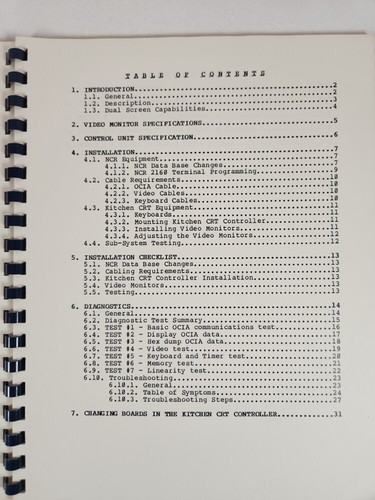 TABLE OF CONTENTS
1. INTRODUCTION..........2
1.1. General..........2
1.2. Description..........3
1.3 Dual Screen Capabilities..........4
2. VIDEO MONITOR SPECIFICATIONS..........5
3. CONTROL UNIT SPECIFICATION..........6
4. INSTALLATION..........7
4.1. NCR Equipment..........7
4.1.1. NCR Data Base Changes..........7
4.1.2. NCR 2160 Terminal Programming..........9
4.2. Cable Requirements..........10
4.2.1. OCIA Cable..........10
4.2.2. Video Cables..........10
4.2.3. Keyboard Cables..........10
4.3. Kitchen CRT Equipment..........10
4.3.1. Keyboards..........10
4.3.2. Mounting Kitchen CRT Controller..........11
4.3.3. Installing Video Monitors..........12
4.3.4. Adjusting the Video Monitors..........12
4.4. Sub-System Testing..........12
5. INSTALLATION CHECKLIST..........13
5.1. NCR Data Base Changes..........13
5.2. Cabling Requirements..........13
5.3. Kitchen CRT Controller Installation..........13
5.4. Video Monitors..........13
5.5. Testing..........13
6. DIAGNOSTICS..........14
6.1. General..........14
6.2. Diagnostic Test Summary..........15
6.3. TEST #1 - Basic OCIA communications test..........16
6.4. TEST #2 - Display OCIA data..........17
6.5. TEST #3 - Hex dump OCIA data..........18
6.6. TEST #4 - Video test..........19
6.7. TEST #5 - Keyboard and Timer test..........20
6.8. TEST #6 - Memory test..........21
6.9. TEST #7 - Linearity test..........22
6.10. Troubleshooting..........23
6.10.1. General..........23
6.10.2. Table of Symptoms..........24
6.10.3. Troubleshooting Steps..........27
7. CHANGING BOARDS IN THE KITCHEN CRT CONTROLLER..........31